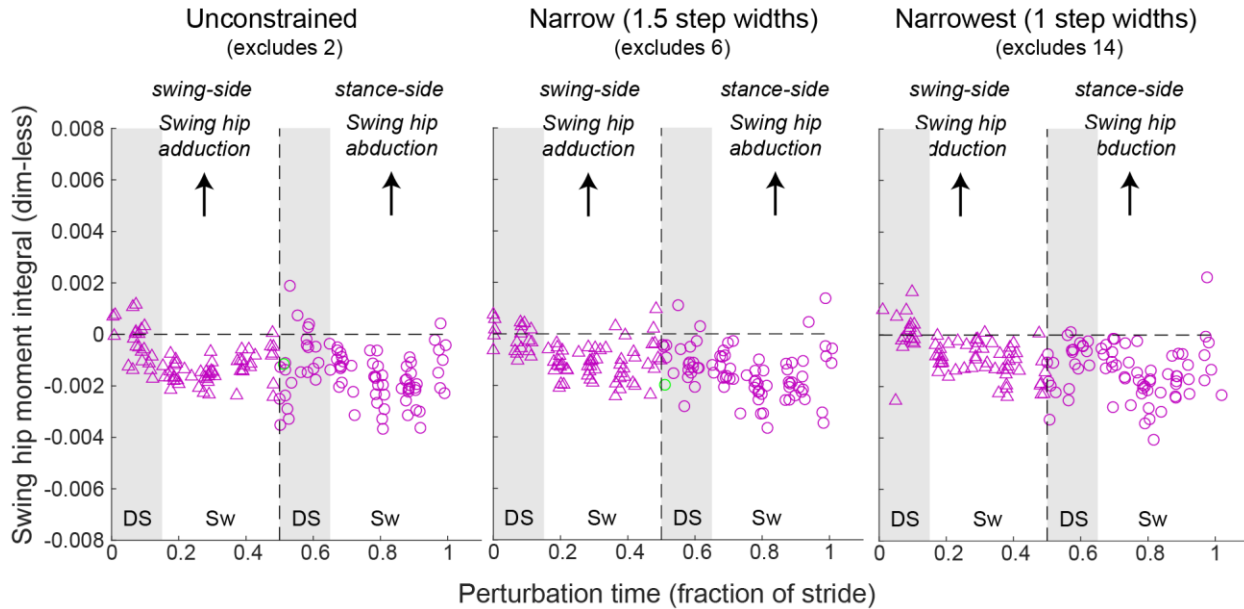 Unconstrained
(excludes 2)
Narrow (1.5 step widths)
(excludes 6)
Narrowest (1 step widths)
(excludes 14)
swing-side
stance-side
swing-side
stance-side
swing-side
stance-side
Swing hip
adduction
Swing hip
abduction
Swing hip
adduction
Swing hip
abduction
Swing hip
dduction
Swing hip
bduction
Swing hip moment integral (dim-less)
0.008
0.006
0.004
0.002
0
-0.002
-0.004
-0.006
-0.008
DS
Sw
DS
Sw
DS
Sw
DS
Sw
DS
Sw
DS
Sw
0 0.2 0.4 0.6 0.8 1
0 0.2 0.4 0.6 0.8 1
0 0.2 0.4 0.6 0.8 1
Perturbation time (fraction of stride)